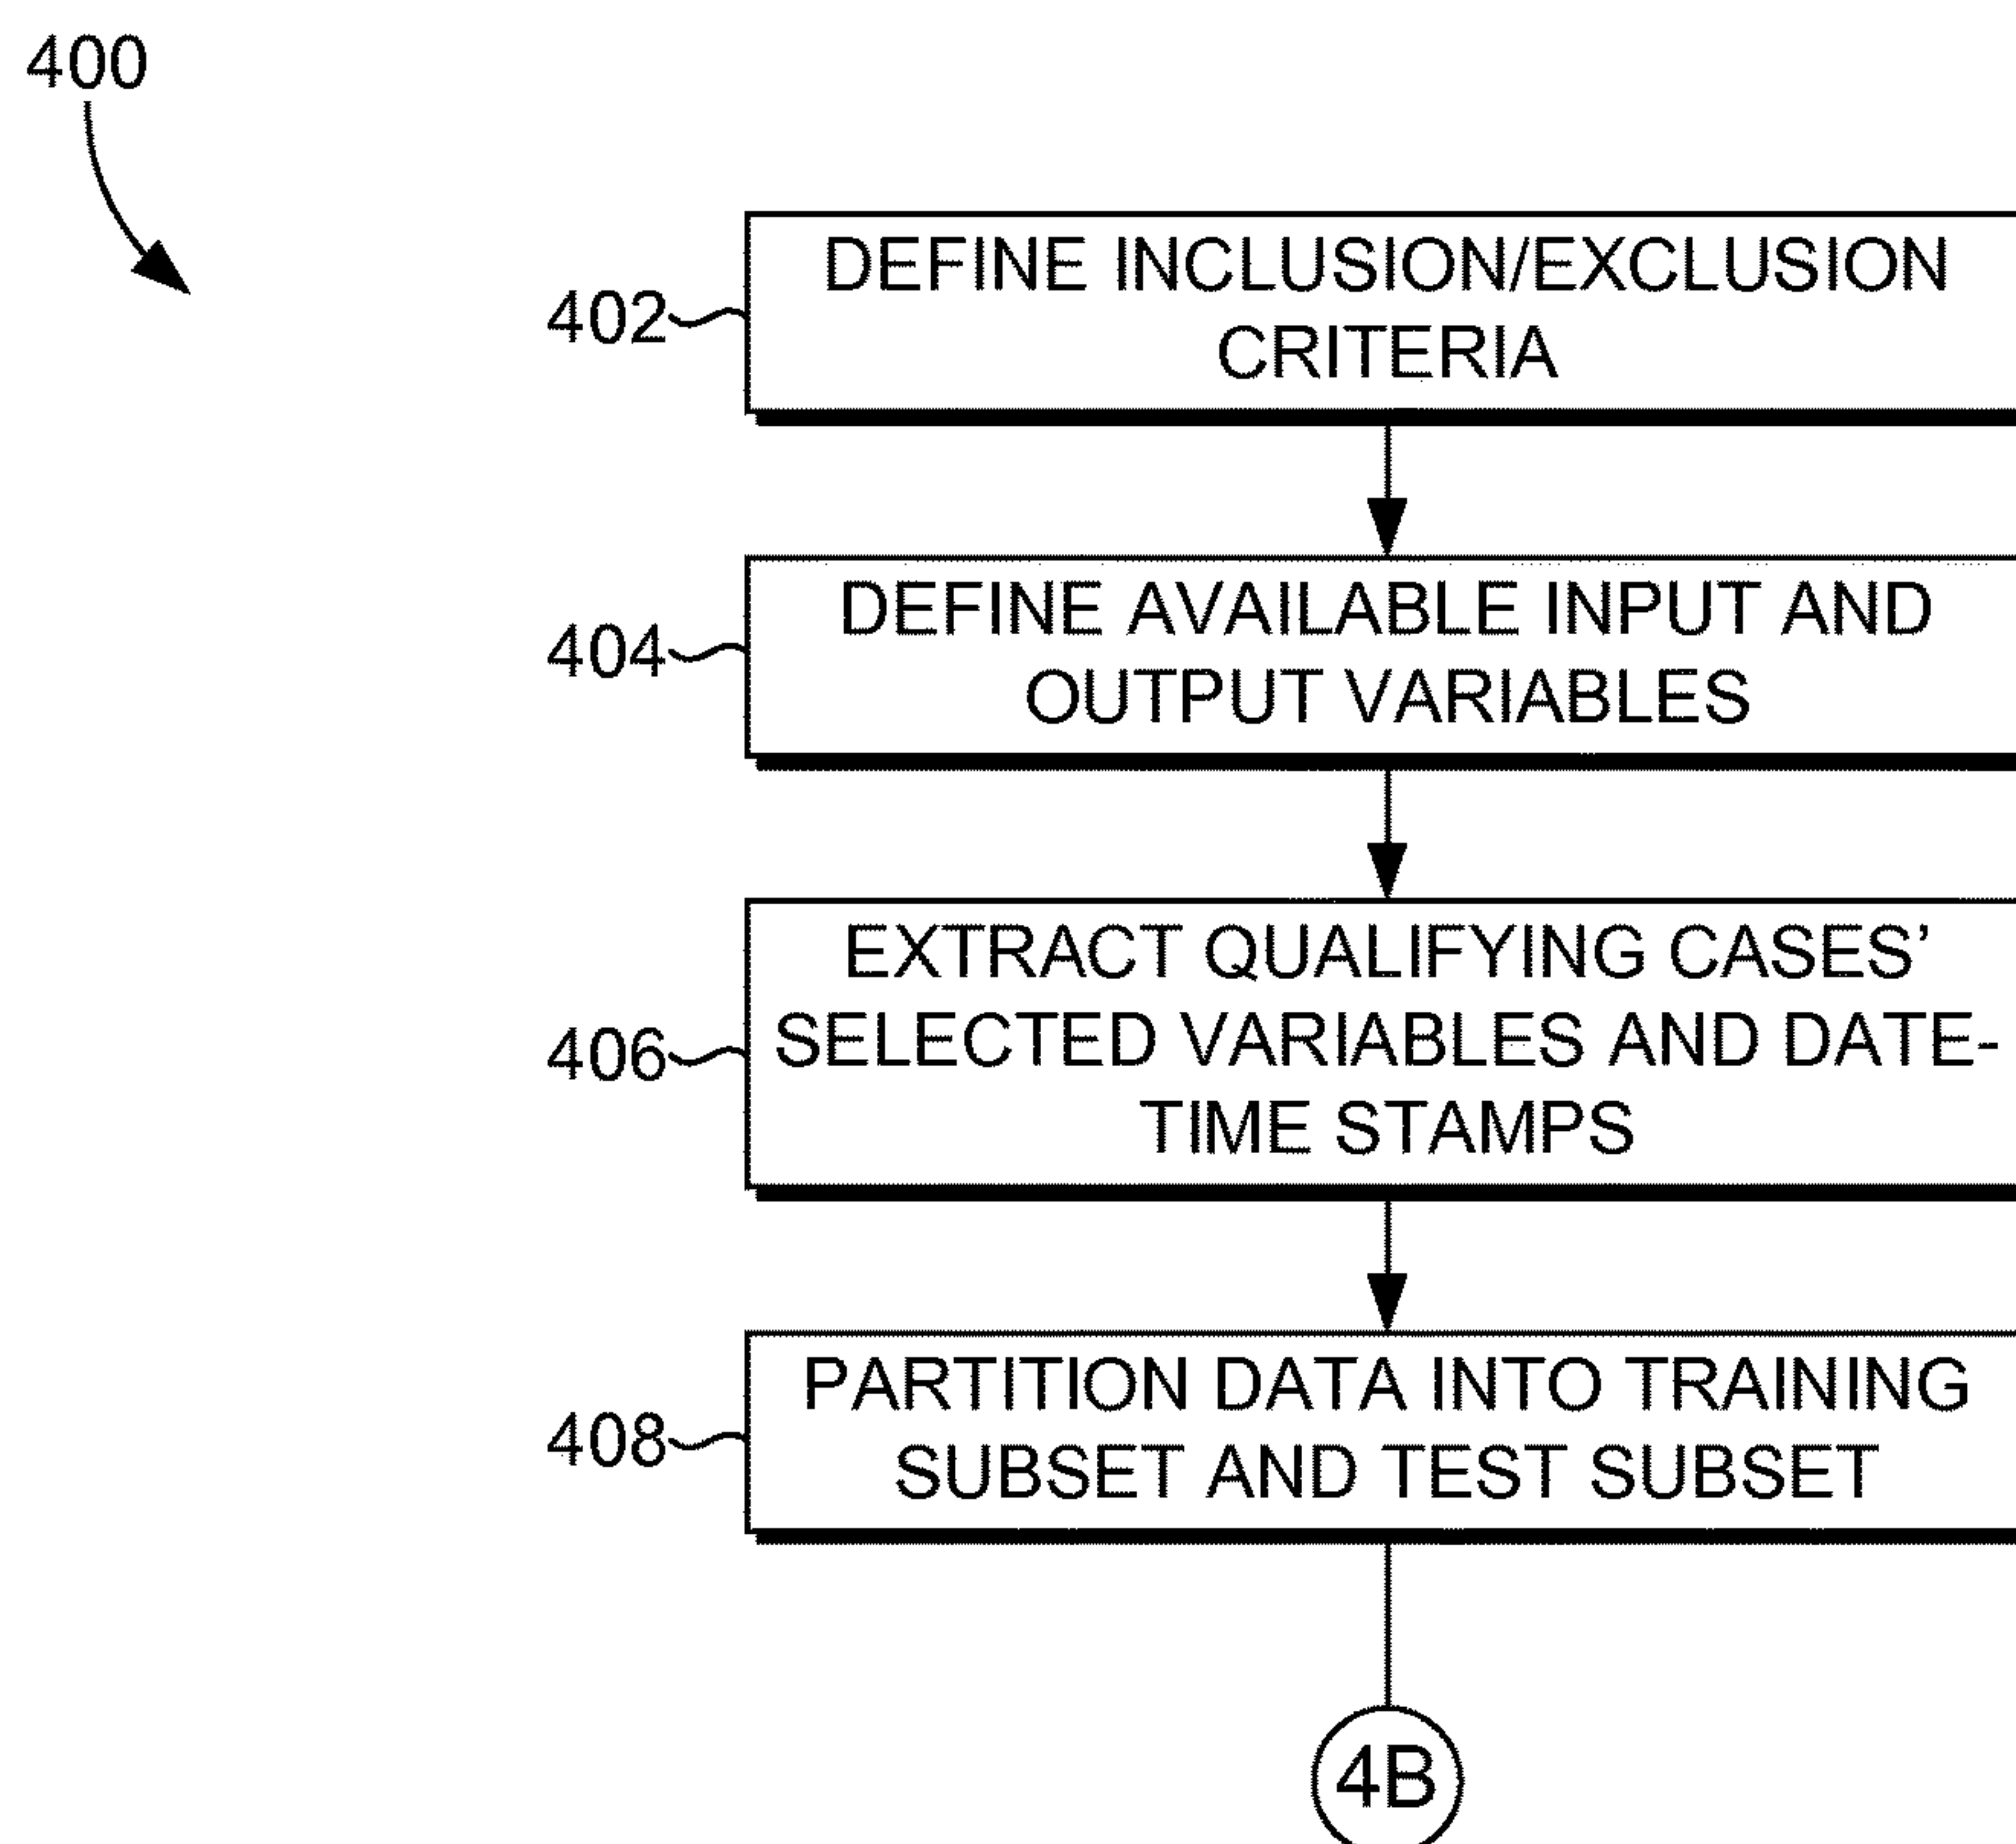 400
402
DEFINE INCLUSION/EXCLUSION
CRITERIA
404
DEFINE AVAILABLE INPUT AND
OUTPUT VARIABLES
406
EXTRACT QUALIFYING CASES’
SELECTED VARIABLES AND DATE-
TIME STAMPS
408
PARTITION DATA INTO TRAINING
SUBSET AND TEST SUBSET
4B